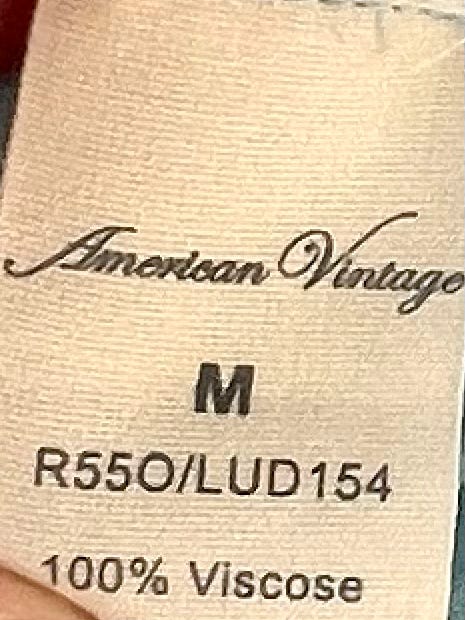 American Vintage
M
R55O/LUD154
100% Viscose